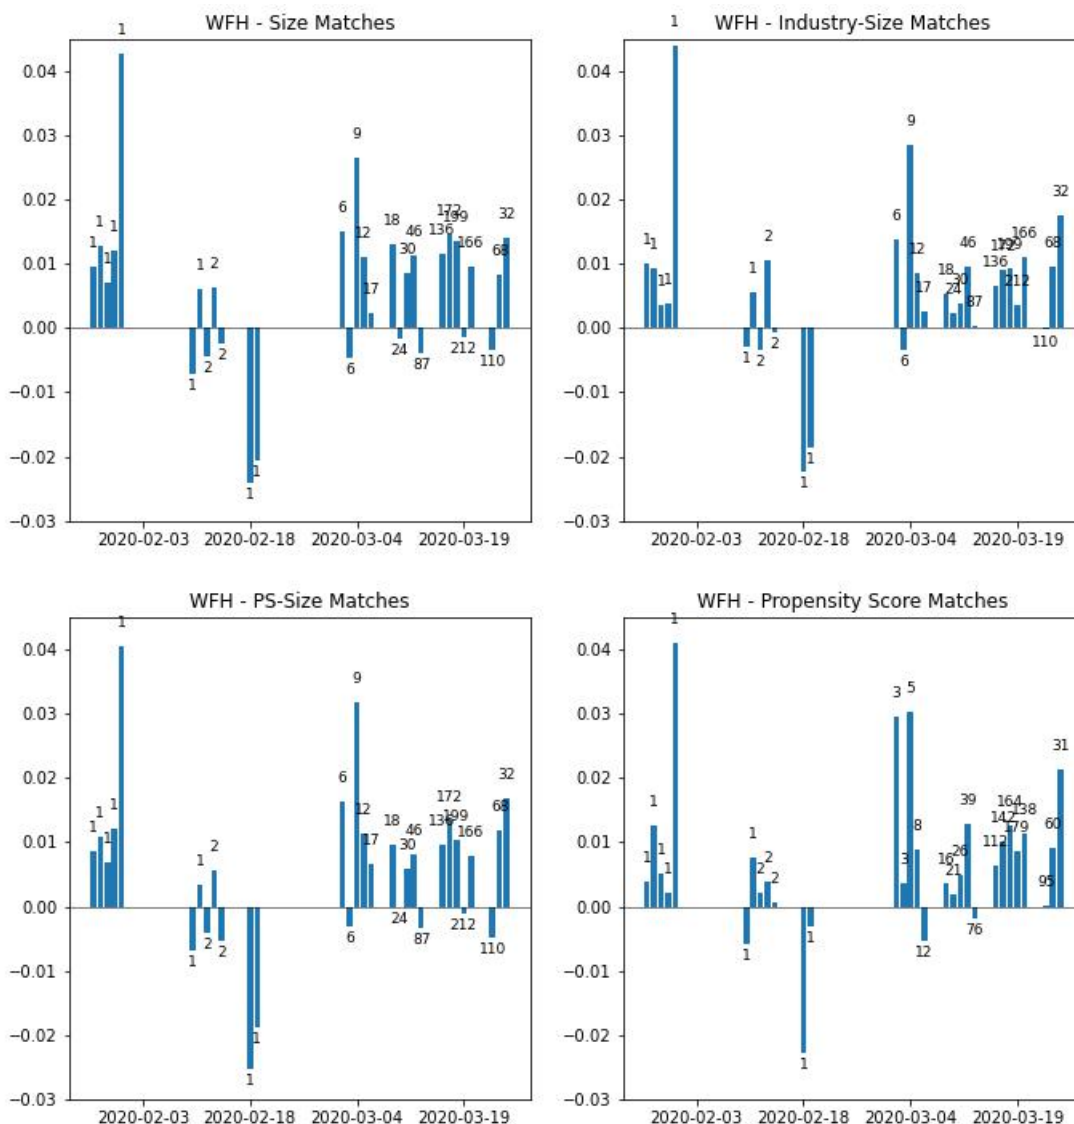 WFH - Size Matches
0.04
0.03
0.02
0.01
0.00
−0.01
−0.02
−0.03
1 1 1 1 1
1 1 2 2 2
1 1
6 6 9 12 17
18 24 30 46 87
136 172 199 212 166
110 68 32
2020-02-03 2020-02-18 2020-03-04 2020-03-19
WFH - Industry-Size Matches
0.04
0.03
0.02
0.01
0.00
−0.01
−0.02
−0.03
1 1 1 1 1
1 1 2 2 2
1 1
6 6 9 12 17
18 24 30 46 87
136 172 199 212 166
110 68 32
2020-02-03 2020-02-18 2020-03-04 2020-03-19
WFH - PS-Size Matches
0.04
0.03
0.02
0.01
0.00
−0.01
−0.02
−0.03
1 1 1 1 1
1 1 2 2 2
1 1
6 6 9 12 17
18 24 30 46 87
136 172 199 212 166
110 68 32
2020-02-03 2020-02-18 2020-03-04 2020-03-19
WFH - Propensity Score Matches
0.04
0.03
0.02
0.01
0.00
−0.01
−0.02
−0.03
1 1 1 1 1
1 1 2 2 2
1 1
3 3 5 8 12
16 21 26 39 76
112 142 164 179 138
95 60 31
2020-02-03 2020-02-18 2020-03-04 2020-03-19